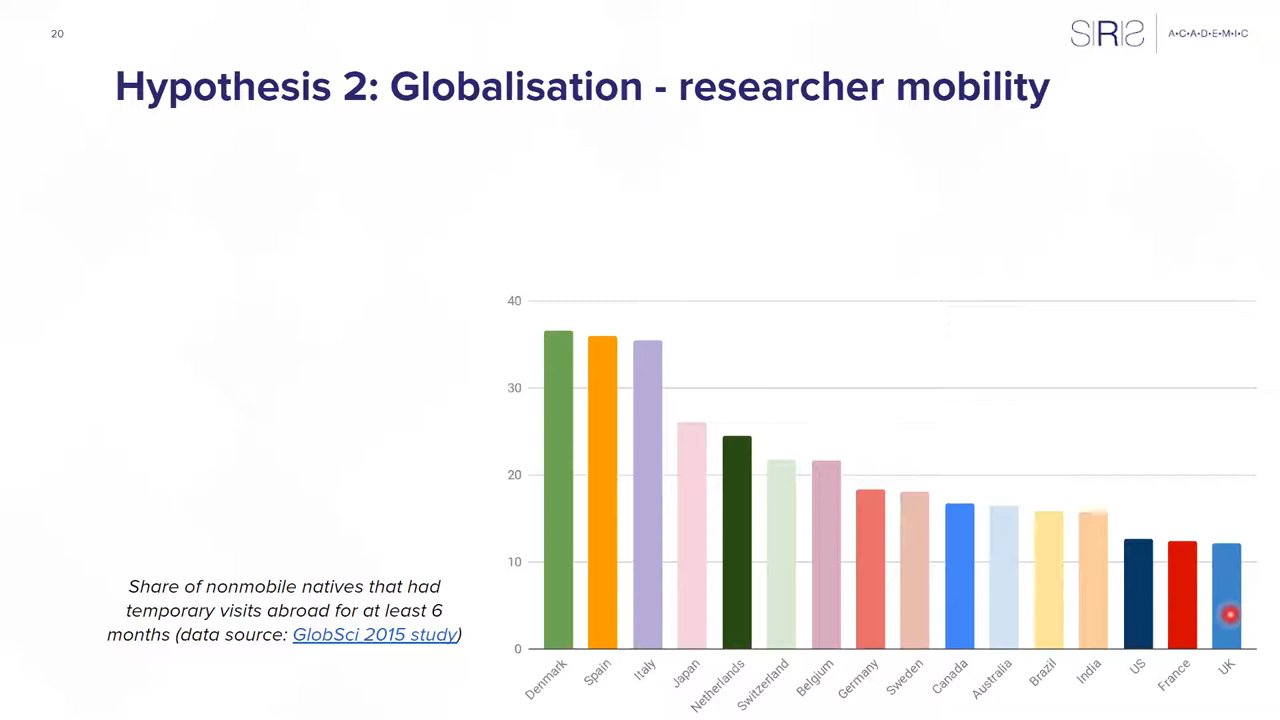 20
SIRIS | A•C•A•D•E•M•I•C
Hypothesis 2: Globalisation - researcher mobility
40
30
20
10
0
Share of nonmobile natives that had
temporary visits abroad for at least 6
months (data source: GlobSci 2015 study)
Denmark
Spain
Italy
Japan
Netherlands
Switzerland
Belgium
Germany
Sweden
Canada
Australia
Brazil
India
US
France
UK